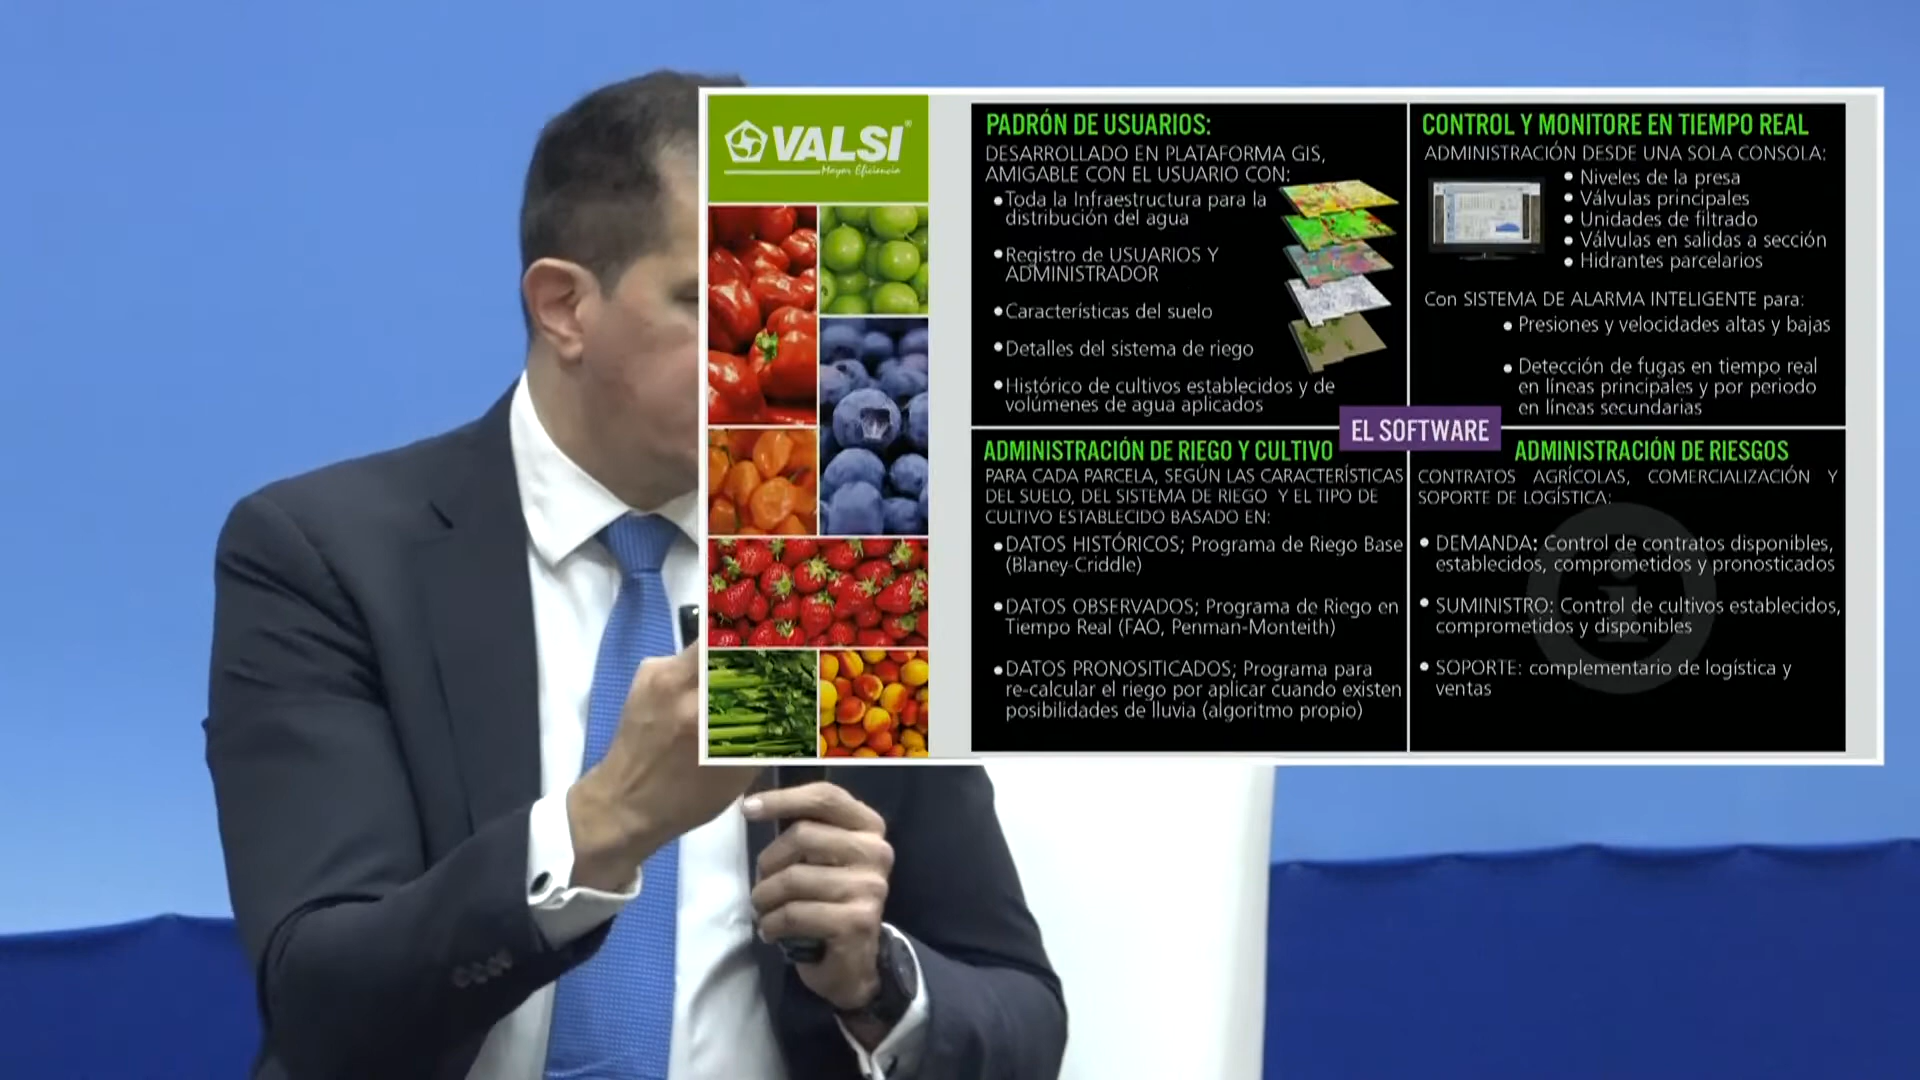 VALSI®
Mayor Eficiencia
PADRÓN DE USUARIOS:
DESARROLLADO EN PLATAFORMA GIS,
AMIGABLE CON EL USUARIO CON:
• Toda la Infraestructura para la
distribución del agua
• Registro de USUARIOS Y
ADMINISTRADOR
• Características del suelo
• Detalles del sistema de riego
• Histórico de cultivos establecidos y de
volúmenes de agua aplicados
CONTROL Y MONITORE EN TIEMPO REAL
ADMINISTRACIÓN DESDE UNA SOLA CONSOLA:
• Niveles de la presa
• Válvulas principales
• Unidades de filtrado
• Válvulas en salidas a sección
• Hidrantes parcelarios
Con SISTEMA DE ALARMA INTELIGENTE para:
• Presiones y velocidades altas y bajas
• Detección de fugas en tiempo real
en líneas principales y por periodo
en líneas secundarias
EL SOFTWARE
ADMINISTRACIÓN DE RIEGO Y CULTIVO
PARA CADA PARCELA, SEGÚN LAS CARACTERÍSTICAS
DEL SUELO, DEL SISTEMA DE RIEGO Y EL TIPO DE
CULTIVO ESTABLECIDO BASADO EN:
• DATOS HISTÓRICOS; Programa de Riego Base
(Blaney-Criddle)
• DATOS OBSERVADOS; Programa de Riego en
Tiempo Real (FAO, Penman-Monteith)
• DATOS PRONOSITICADOS; Programa para
re-calcular el riego por aplicar cuando existen
posibilidades de lluvia (algoritmo propio)
ADMINISTRACIÓN DE RIESGOS
CONTRATOS AGRÍCOLAS, COMERCIALIZACIÓN Y
SOPORTE DE LOGÍSTICA:
• DEMANDA: Control de contratos disponibles,
establecidos, comprometidos y pronosticados
• SUMINISTRO: Control de cultivos establecidos,
comprometidos y disponibles
• SOPORTE: complementario de logística y
ventas